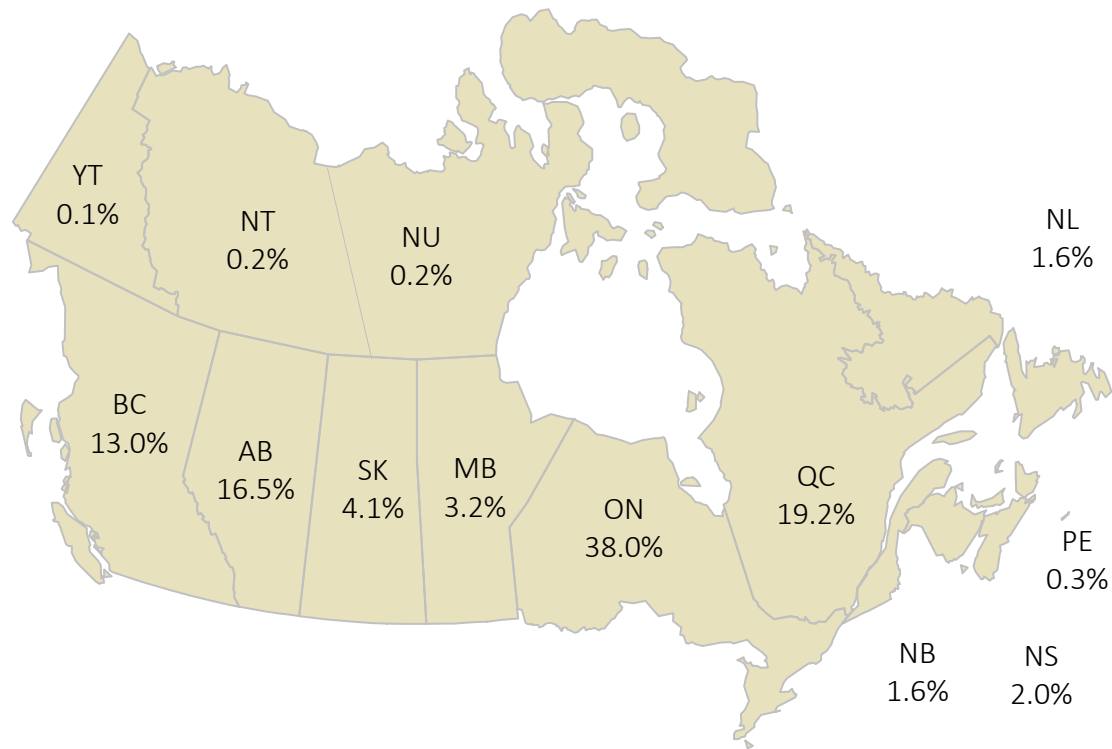 YT
0.1%
NT
0.2%
NU
0.2%
NL
1.6%
BC
13.0%
AB
16.5%
SK
4.1%
MB
3.2%
ON
38.0%
QC
19.2%
PE
0.3%
NB
1.6%
NS
2.0%